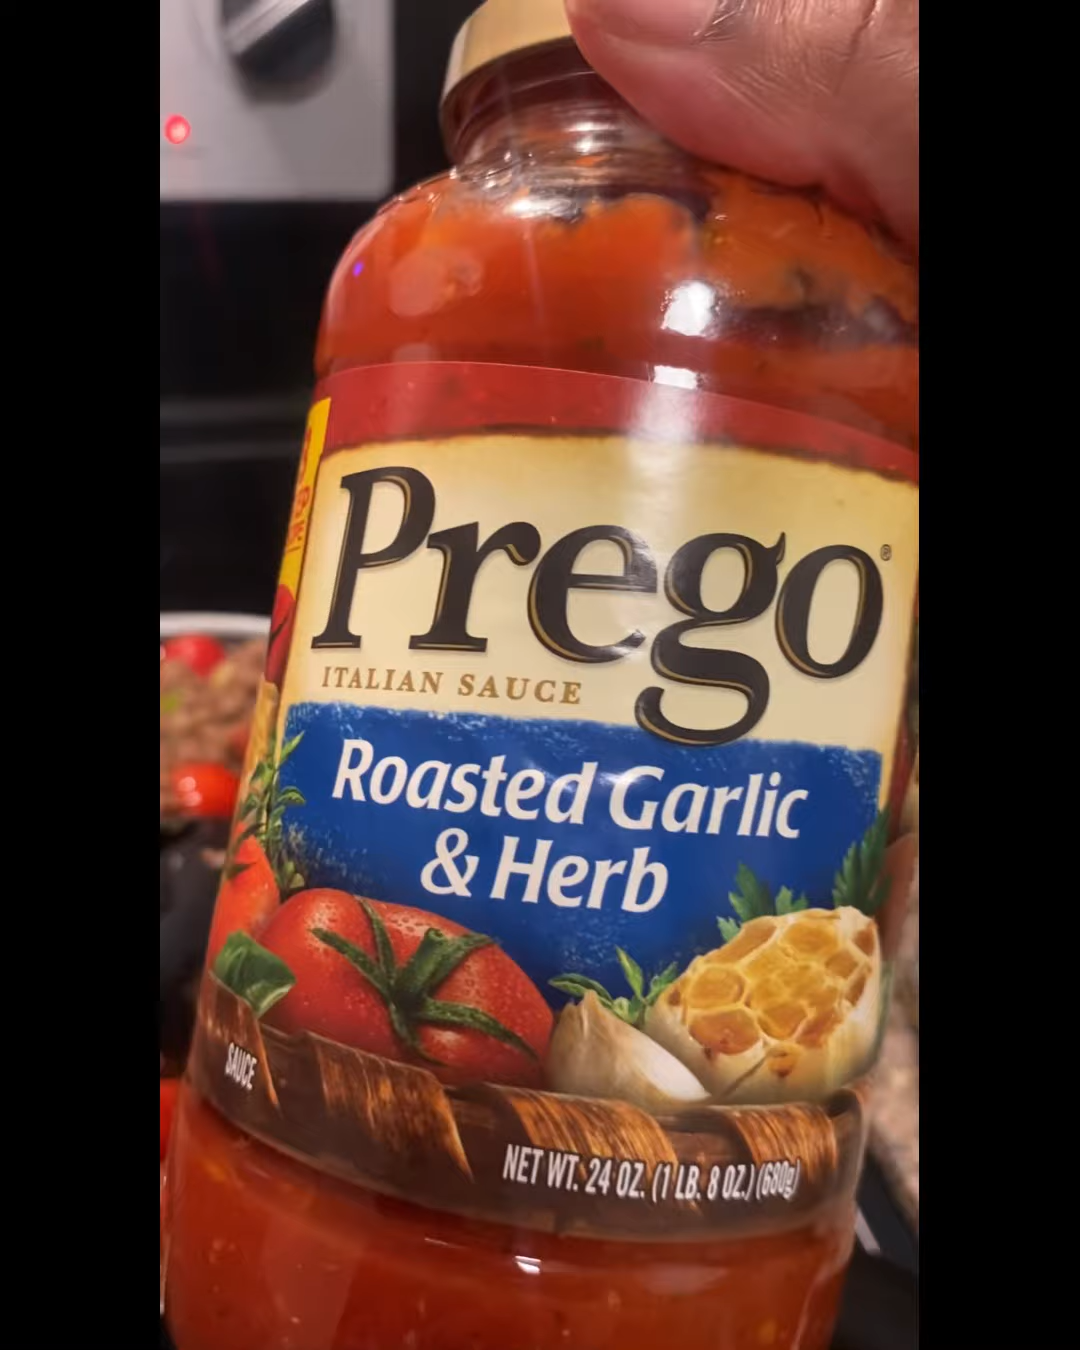 Prego®
ITALIAN SAUCE
Roasted Garlic
& Herb
SAUCE
NET WT. 24 OZ. (1 LB. 8 OZ.) (680g)